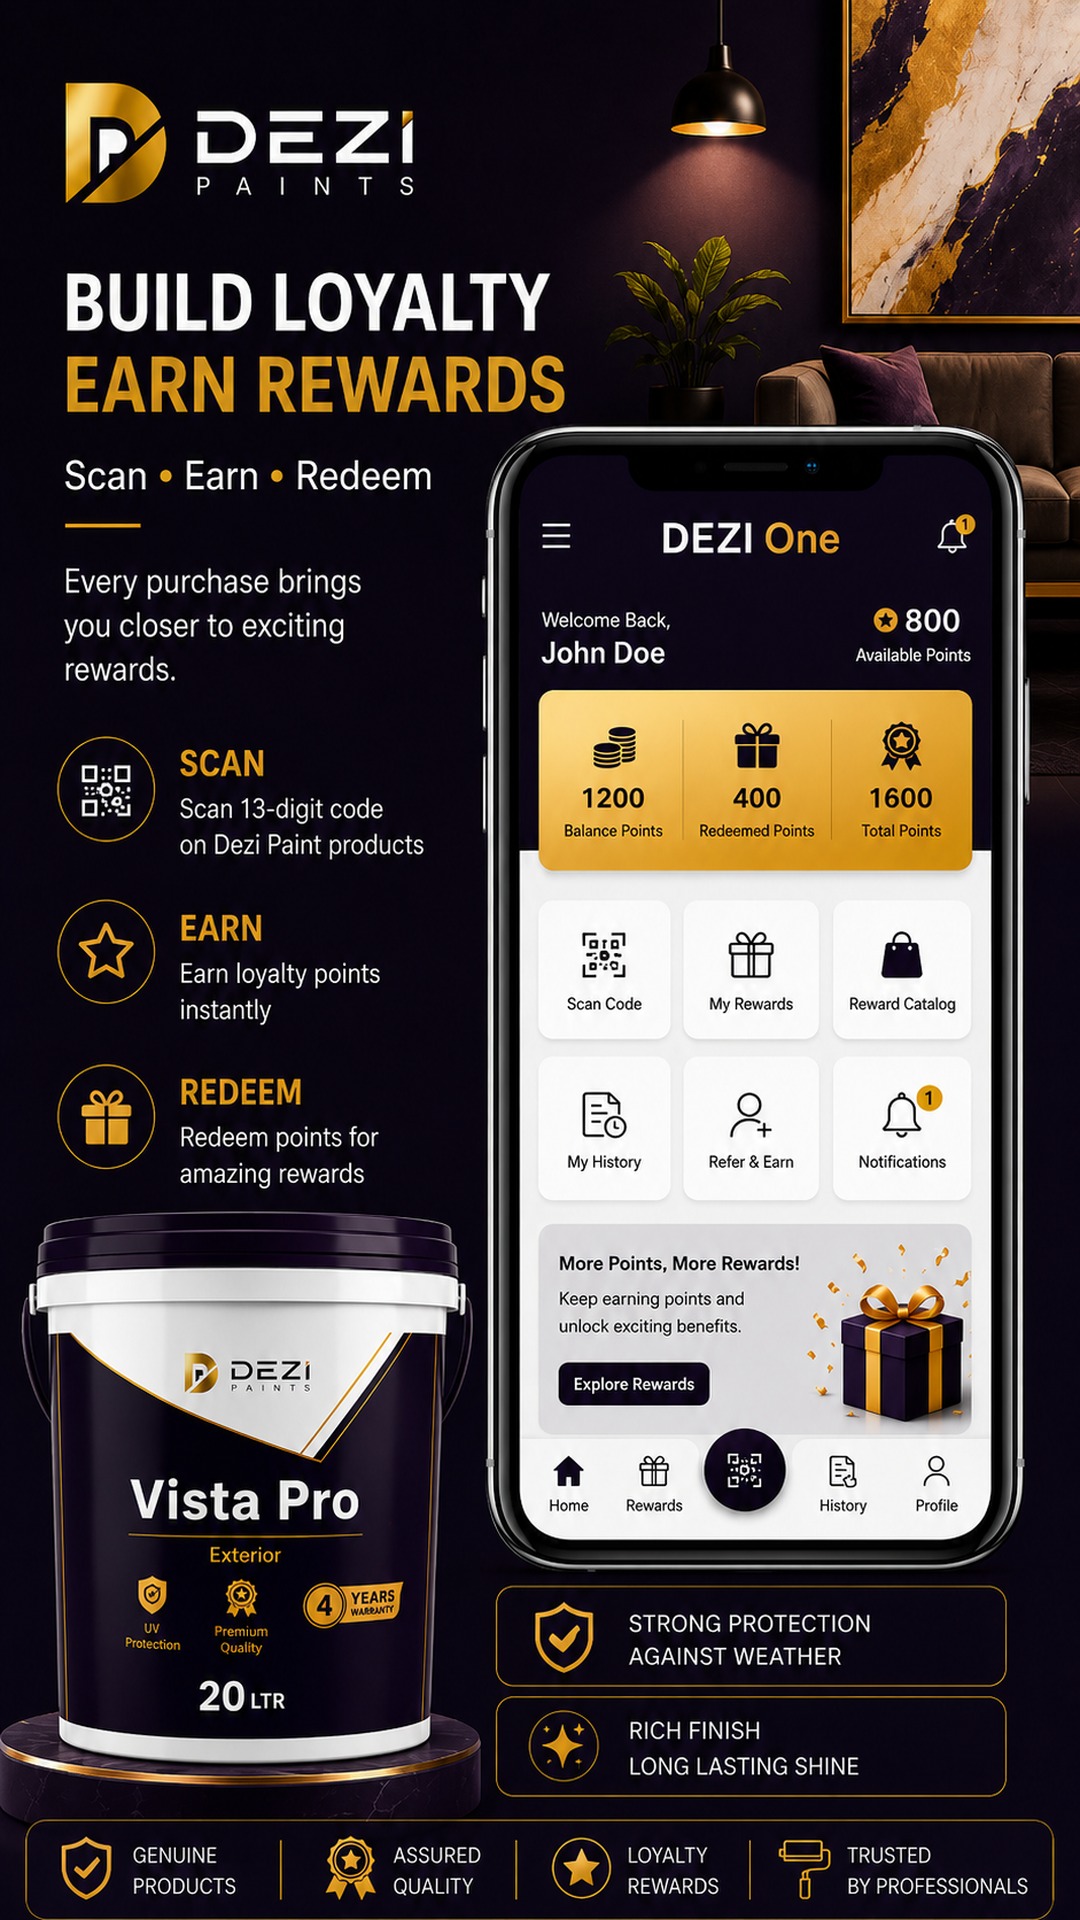 DEZI
PAINTS
BUILD LOYALTY
EARN REWARDS
Scan • Earn • Redeem
Every purchase brings
you closer to exciting
rewards.
SCAN
Scan 13-digit code
on Dezi Paint products
EARN
Earn loyalty points
instantly
REDEEM
Redeem points for
amazing rewards
DEZI One
1
Welcome Back,
John Doe
800
Available Points
1200
Balance Points
400
Redeemed Points
1600
Total Points
Scan Code
My Rewards
Reward Catalog
My History
Refer & Earn
1
Notifications
More Points, More Rewards!
Keep earning points and
unlock exciting benefits.
Explore Rewards
Home
Rewards
History
Profile
DEZI
PAINTS
Vista Pro
Exterior
UV
Protection
Premium
Quality
4 YEARS
WARRANTY
20 LTR
STRONG PROTECTION
AGAINST WEATHER
RICH FINISH
LONG LASTING SHINE
GENUINE
PRODUCTS
ASSURED
QUALITY
LOYALTY
REWARDS
TRUSTED
BY PROFESSIONALS